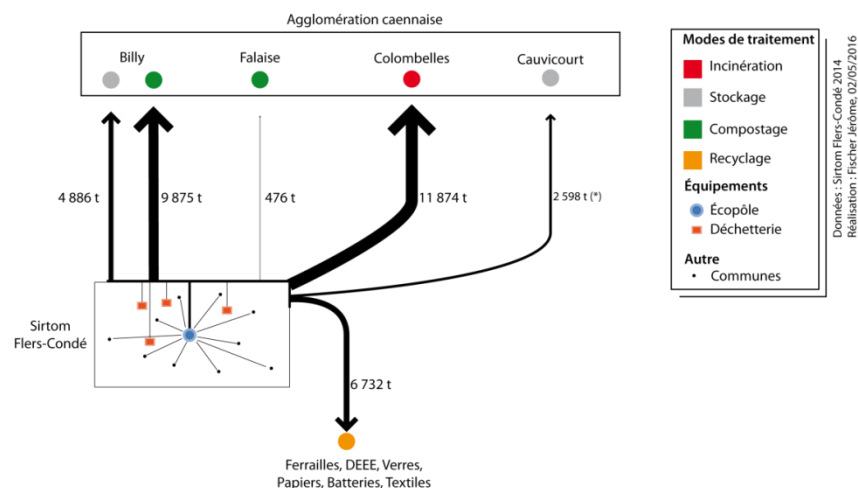 Agglomération caennaise
Billy
Falaise
Colombelles
Cauvicourt
4 886 t
9 875 t
476 t
11 874 t
2 598 t (*)
Sirtom
Flers-Condé
6 732 t
Ferrailles, DEEE, Verres,
Papiers, Batteries, Textiles
Modes de traitement
Incinération
Stockage
Compostage
Recyclage
Équipements
Écopôle
Déchetterie
Autre
Communes
Données : Sirtom Flers-Condé 2014
Réalisation : Fischer Jérôme, 02/05/2016